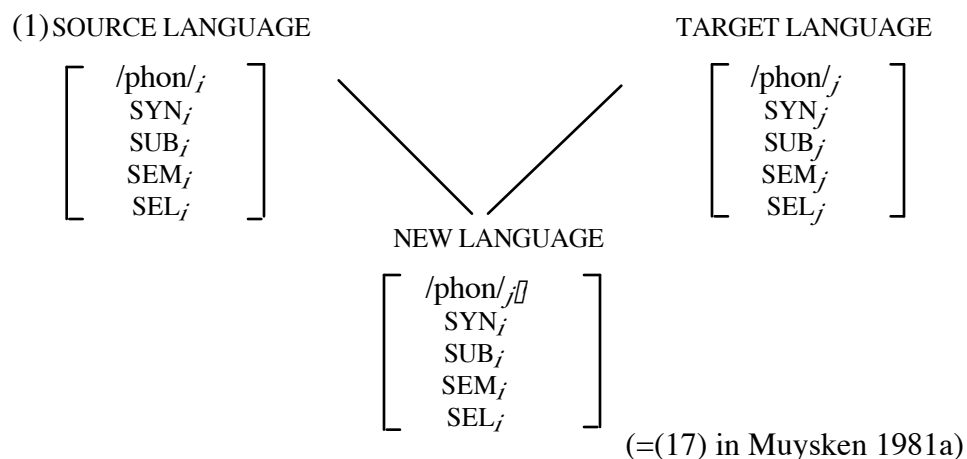 (1) SOURCE LANGUAGE TARGET LANGUAGE
/phon/i /phon/j
SYNi SYNj
SUBi SUBj
SEMi SEMj
SELi SELj
NEW LANGUAGE
/phon/j▯
SYNi
SUBi
SEMi
SELi
(=(17) in Muysken 1981a)